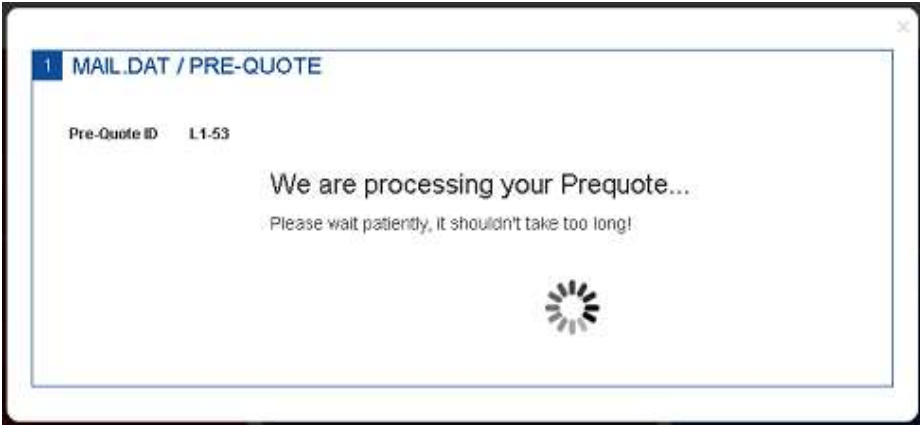 1 MAIL.DAT / PRE-QUOTE
Pre-Quote ID L1-53
We are processing your Prequote...
Please wait patiently, it shouldn't take too long!